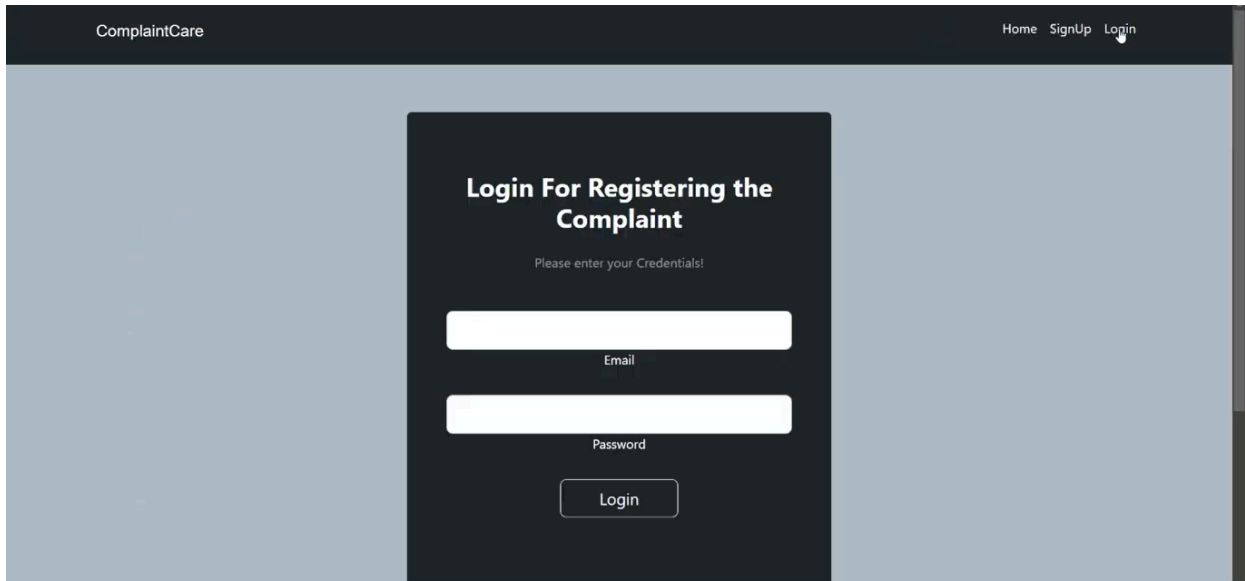 ComplaintCare
Home SignUp Login
Login For Registering the
Complaint
Please enter your Credentials!
Email
Password
Login